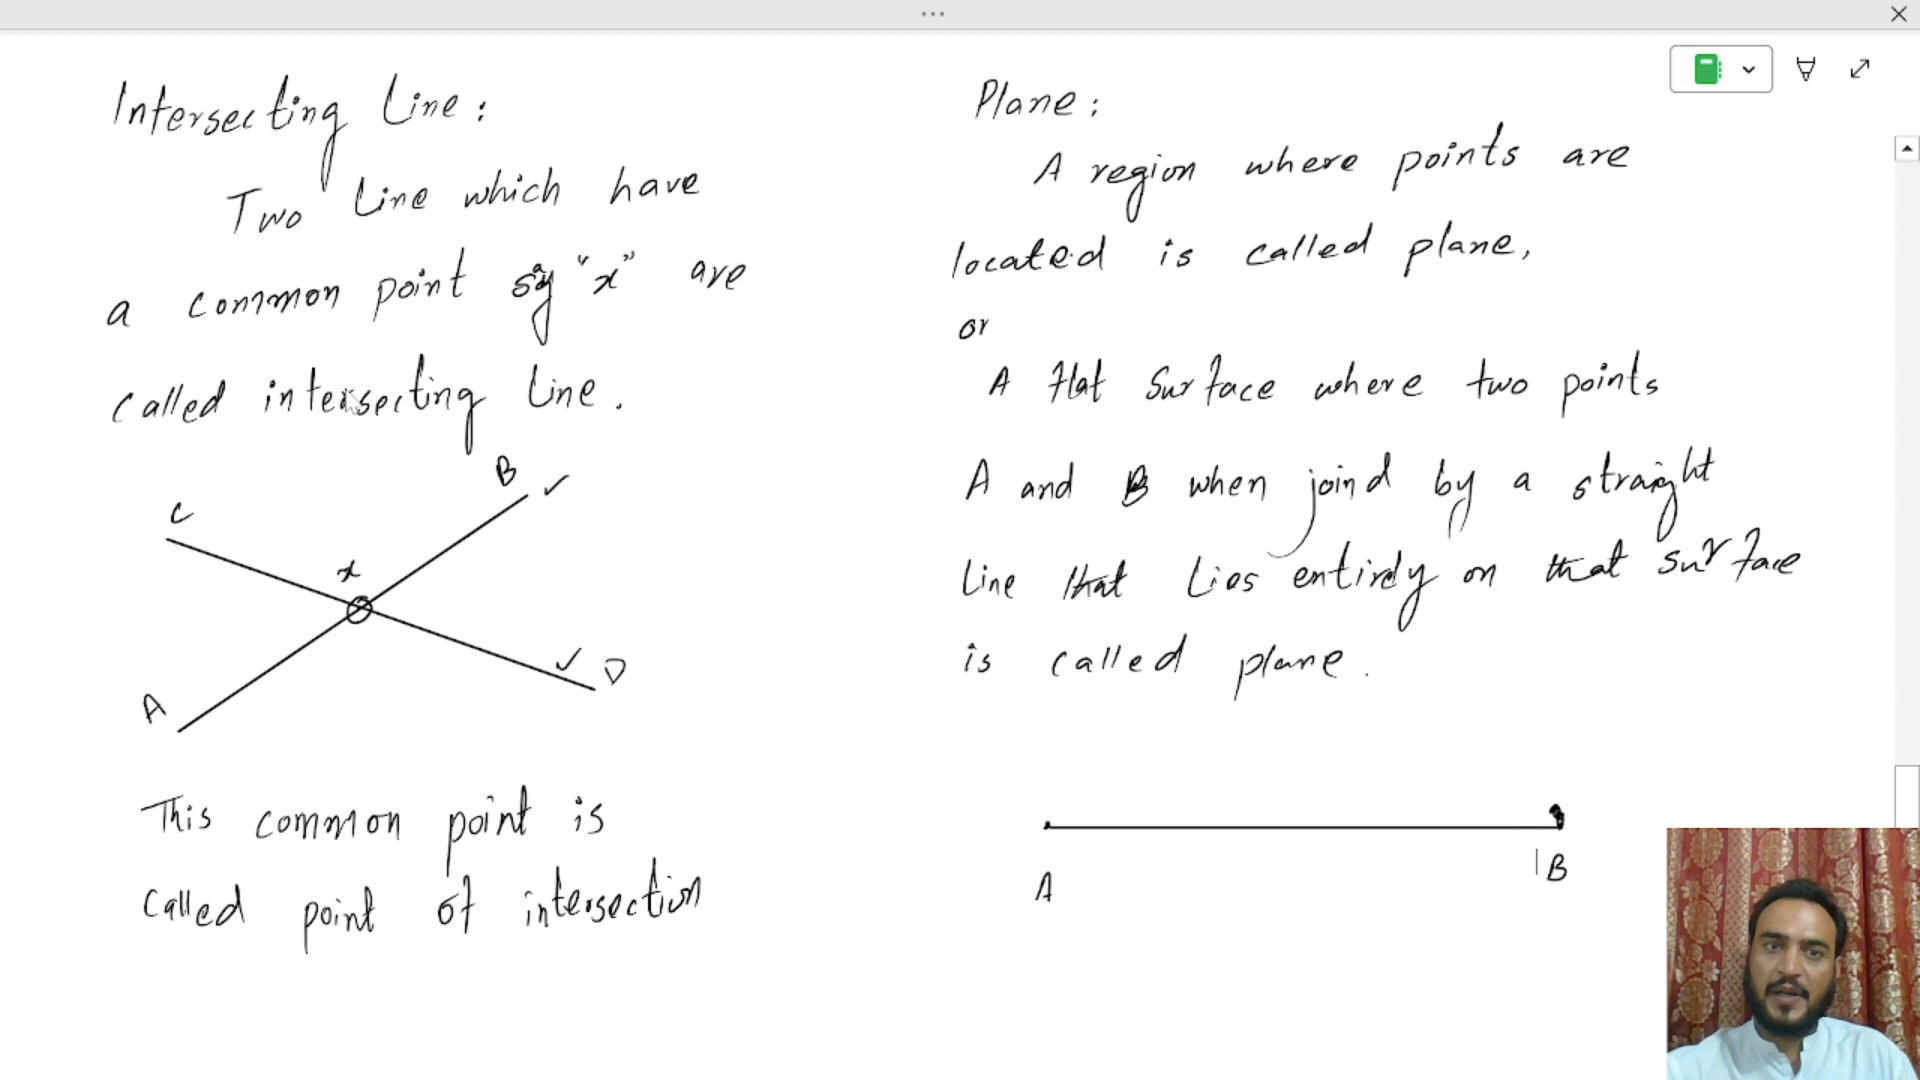 Intersecting Line:
Two Line which have
a common point say "x" are
called intersecting Line.
C
B
x
A
D
This common point is
called point of intersection
Plane:
A region where points are
located is called plane,
or
A flat Surface where two points
A and B when joind by a straight
Line that Lies entirely on that surface
is called plane.
A
B